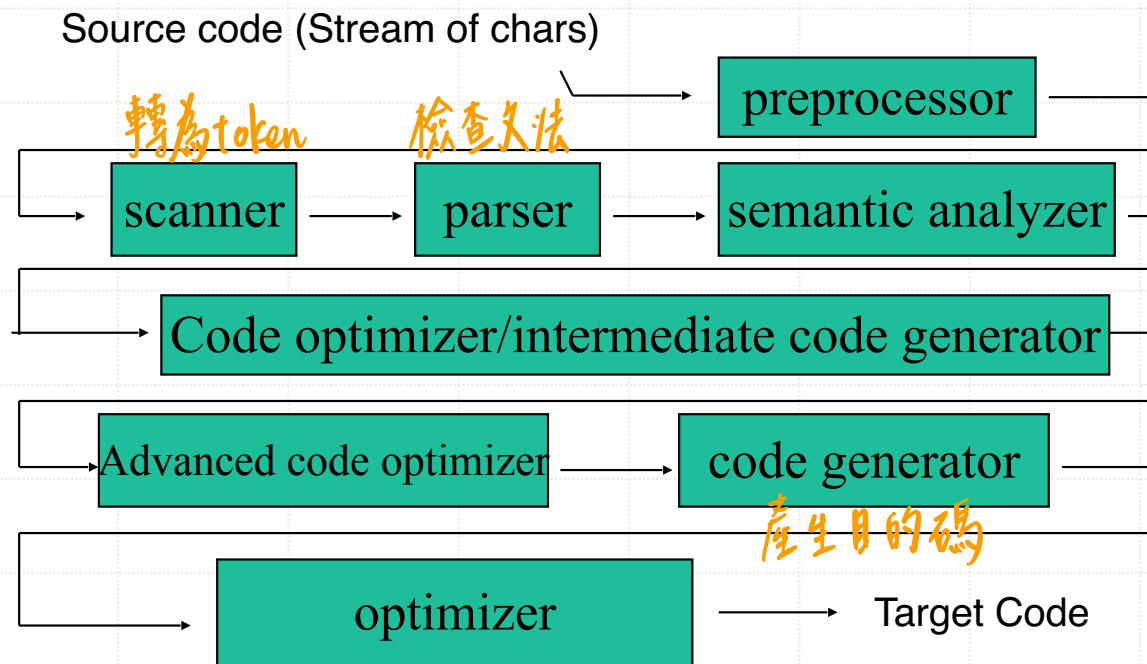 Source code (Stream of chars)
preprocessor
轉為token 檢查文法
scanner parser semantic analyzer
Code optimizer/intermediate code generator
Advanced code optimizer code generator
產生目的碼
optimizer Target Code